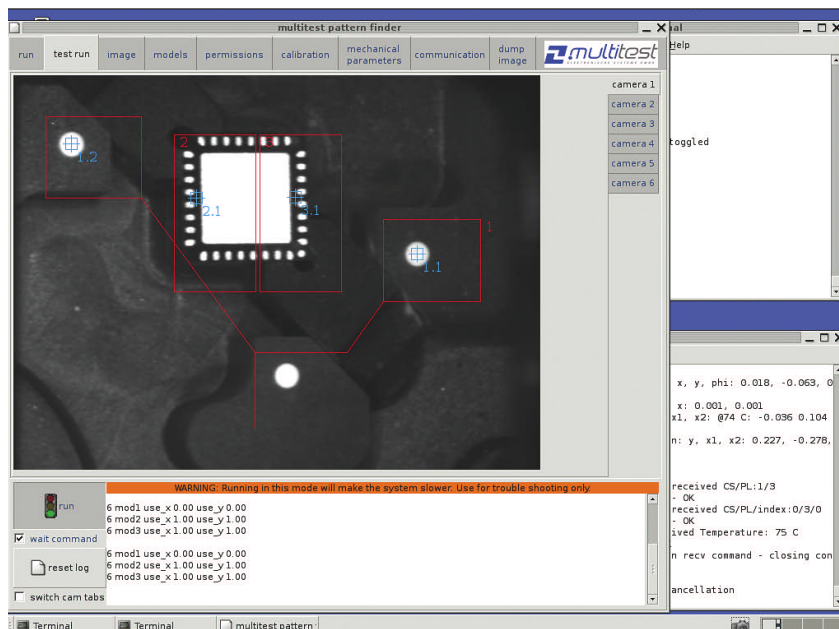 multitest pattern finder
nal
run
test run
image
models
permissions
calibration
mechanical
parameters
communication
dump
image
multitest
ELEKTRONISCHE SYSTEME GMBH
Help
camera 1
camera 2
camera 3
camera 4
camera 5
camera 6
toggled
1.2
2
3
2.1
3.1
1
1.1
x, y, phi: 0.018, -0.063, 0
x: 0.001, 0.001
x1, x2: @74 C: -0.036 0.104
n: y, x1, x2: 0.227, -0.278,
received CS/PL:1/3
- OK
received CS/PL/index:0/3/0
- OK
ived Temperature: 75 C
n recv command - closing con
ancellation
WARNING: Running in this mode will make the system slower. Use for trouble shooting only.
run
wait command
reset log
switch cam tabs
6 mod1 use_x 0.00 use_y 0.00
6 mod2 use_x 0.00 use_y 1.00
6 mod3 use_x 1.00 use_y 1.00
6 mod1 use_x 0.00 use_y 0.00
6 mod2 use_x 1.00 use_y 1.00
6 mod3 use_x 1.00 use_y 1.00
Terminal
Terminal
multitest pattern